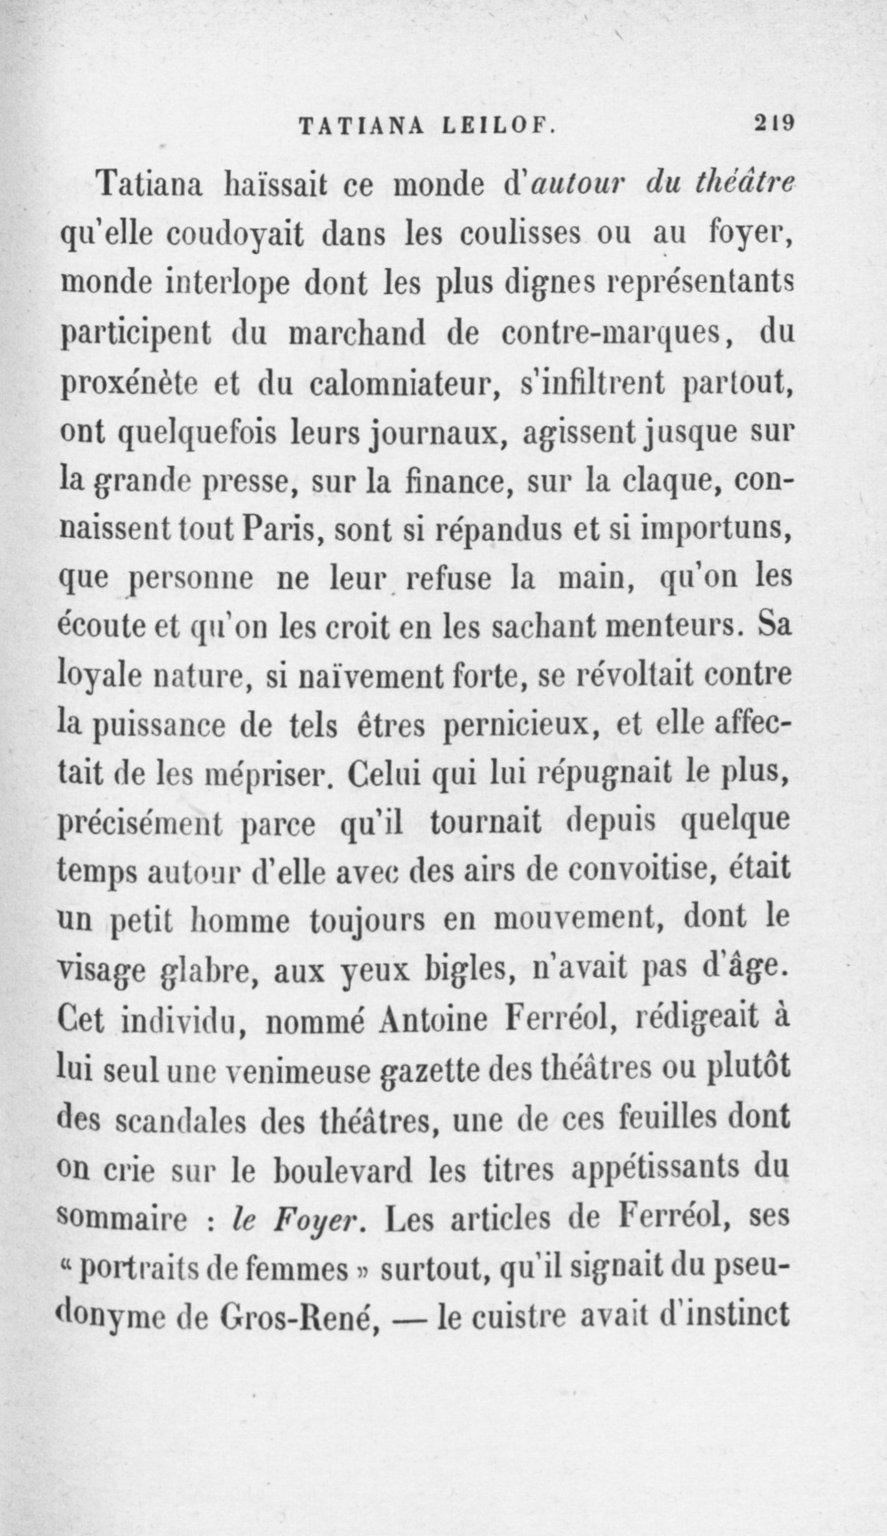 TATIANA LEILOF. 219
Tatiana haïssait ce monde d'autour du théâtre
qu'elle coudoyait dans les coulisses ou au foyer,
monde interlope dont les plus dignes représentants
participent du marchand de contre-marques, du
proxénète et du calomniateur, s'infiltrent partout,
ont quelquefois leurs journaux, agissent jusque sur
la grande presse, sur la finance, sur la claque, con-
naissent tout Paris, sont si répandus et si importuns,
que personne ne leur refuse la main, qu'on les
écoute et qu'on les croit en les sachant menteurs. Sa
loyale nature, si naïvement forte, se révoltait contre
la puissance de tels êtres pernicieux, et elle affec-
tait de les mépriser. Celui qui lui répugnait le plus,
précisément parce qu'il tournait depuis quelque
temps autour d'elle avec des airs de convoitise, était
un petit homme toujours en mouvement, dont le
visage glabre, aux yeux bigles, n'avait pas d'âge.
Cet individu, nommé Antoine Ferréol, rédigeait à
lui seul une venimeuse gazette des théâtres ou plutôt
des scandales des théâtres, une de ces feuilles dont
on crie sur le boulevard les titres appétissants du
sommaire : le Foyer. Les articles de Ferréol, ses
« portraits de femmes » surtout, qu'il signait du pseu-
donyme de Gros-René, — le cuistre avait d'instinct